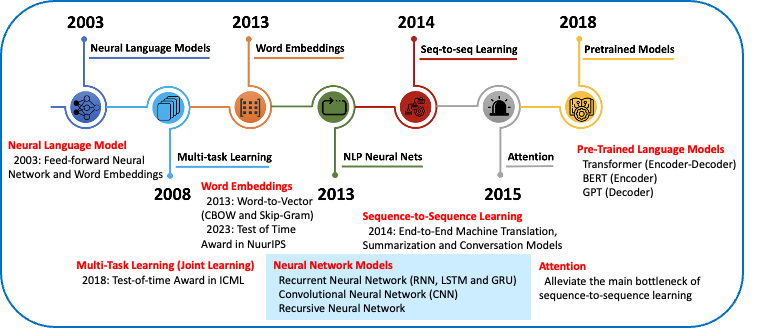 2003
2013
2014
2018
Neural Language Models
Word Embeddings
Seq-to-seq Learning
Pretrained Models
Neural Language Model
2003: Feed-forward Neural
Network and Word Embeddings
Multi-task Learning
2008
NLP Neural Nets
2013
Attention
2015
Pre-Trained Language Models
Transformer (Encoder-Decoder)
BERT (Encoder)
GPT (Decoder)
Word Embeddings
2013: Word-to-Vector
(CBOW and Skip-Gram)
2023: Test of Time
Award in NuurIPS
Sequence-to-Sequence Learning
2014: End-to-End Machine Translation,
Summarization and Conversation Models
Multi-Task Learning (Joint Learning)
2018: Test-of-time Award in ICML
Neural Network Models
Recurrent Neural Network (RNN, LSTM and GRU)
Convolutional Neural Network (CNN)
Recursive Neural Network
Attention
Alleviate the main bottleneck of
sequence-to-sequence learning